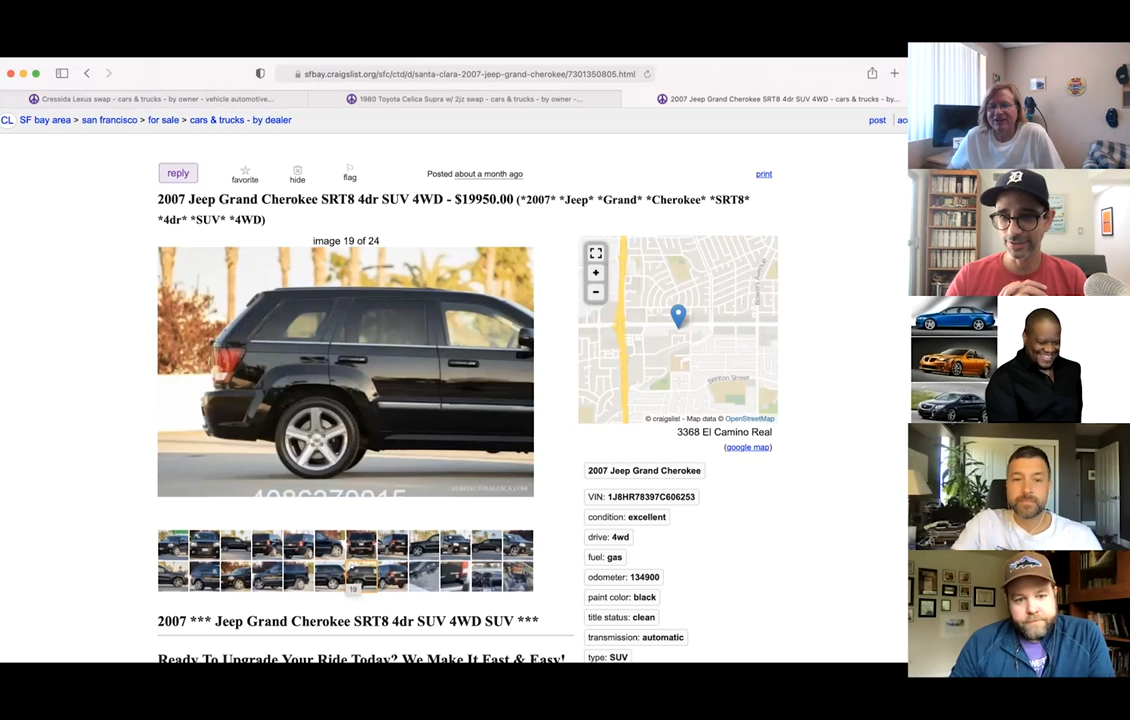 sfbay.craigslist.org/sfc/ctd/d/santa-clara-2007-jeep-grand-cherokee/7301350805.html
Cressida Lexus swap - cars & trucks - by owner - vehicle automotive...
1980 Toyota Celica Supra w/ 2jz swap - cars & trucks - by owner -...
2007 Jeep Grand Cherokee SRT8 4dr SUV 4WD - cars & trucks - by...
CL SF bay area > san francisco > for sale > cars & trucks - by dealer
post
acc
reply
favorite
hide
flag
Posted about a month ago
print
2007 Jeep Grand Cherokee SRT8 4dr SUV 4WD - $19950.00 (*2007* *Jeep* *Grand* *Cherokee* *SRT8*
*4dr* *SUV* *4WD)
image 19 of 24
+
−
Benton Street
© craigslist - Map data © OpenStreetMap
3368 El Camino Real
(google map)
2007 Jeep Grand Cherokee
VIN: 1J8HR78397C606253
condition: excellent
drive: 4wd
fuel: gas
odometer: 134900
paint color: black
title status: clean
transmission: automatic
type: SUV
19
2007 *** Jeep Grand Cherokee SRT8 4dr SUV 4WD SUV ***
Ready To Upgrade Your Ride Today? We Make It Fast & Easy!